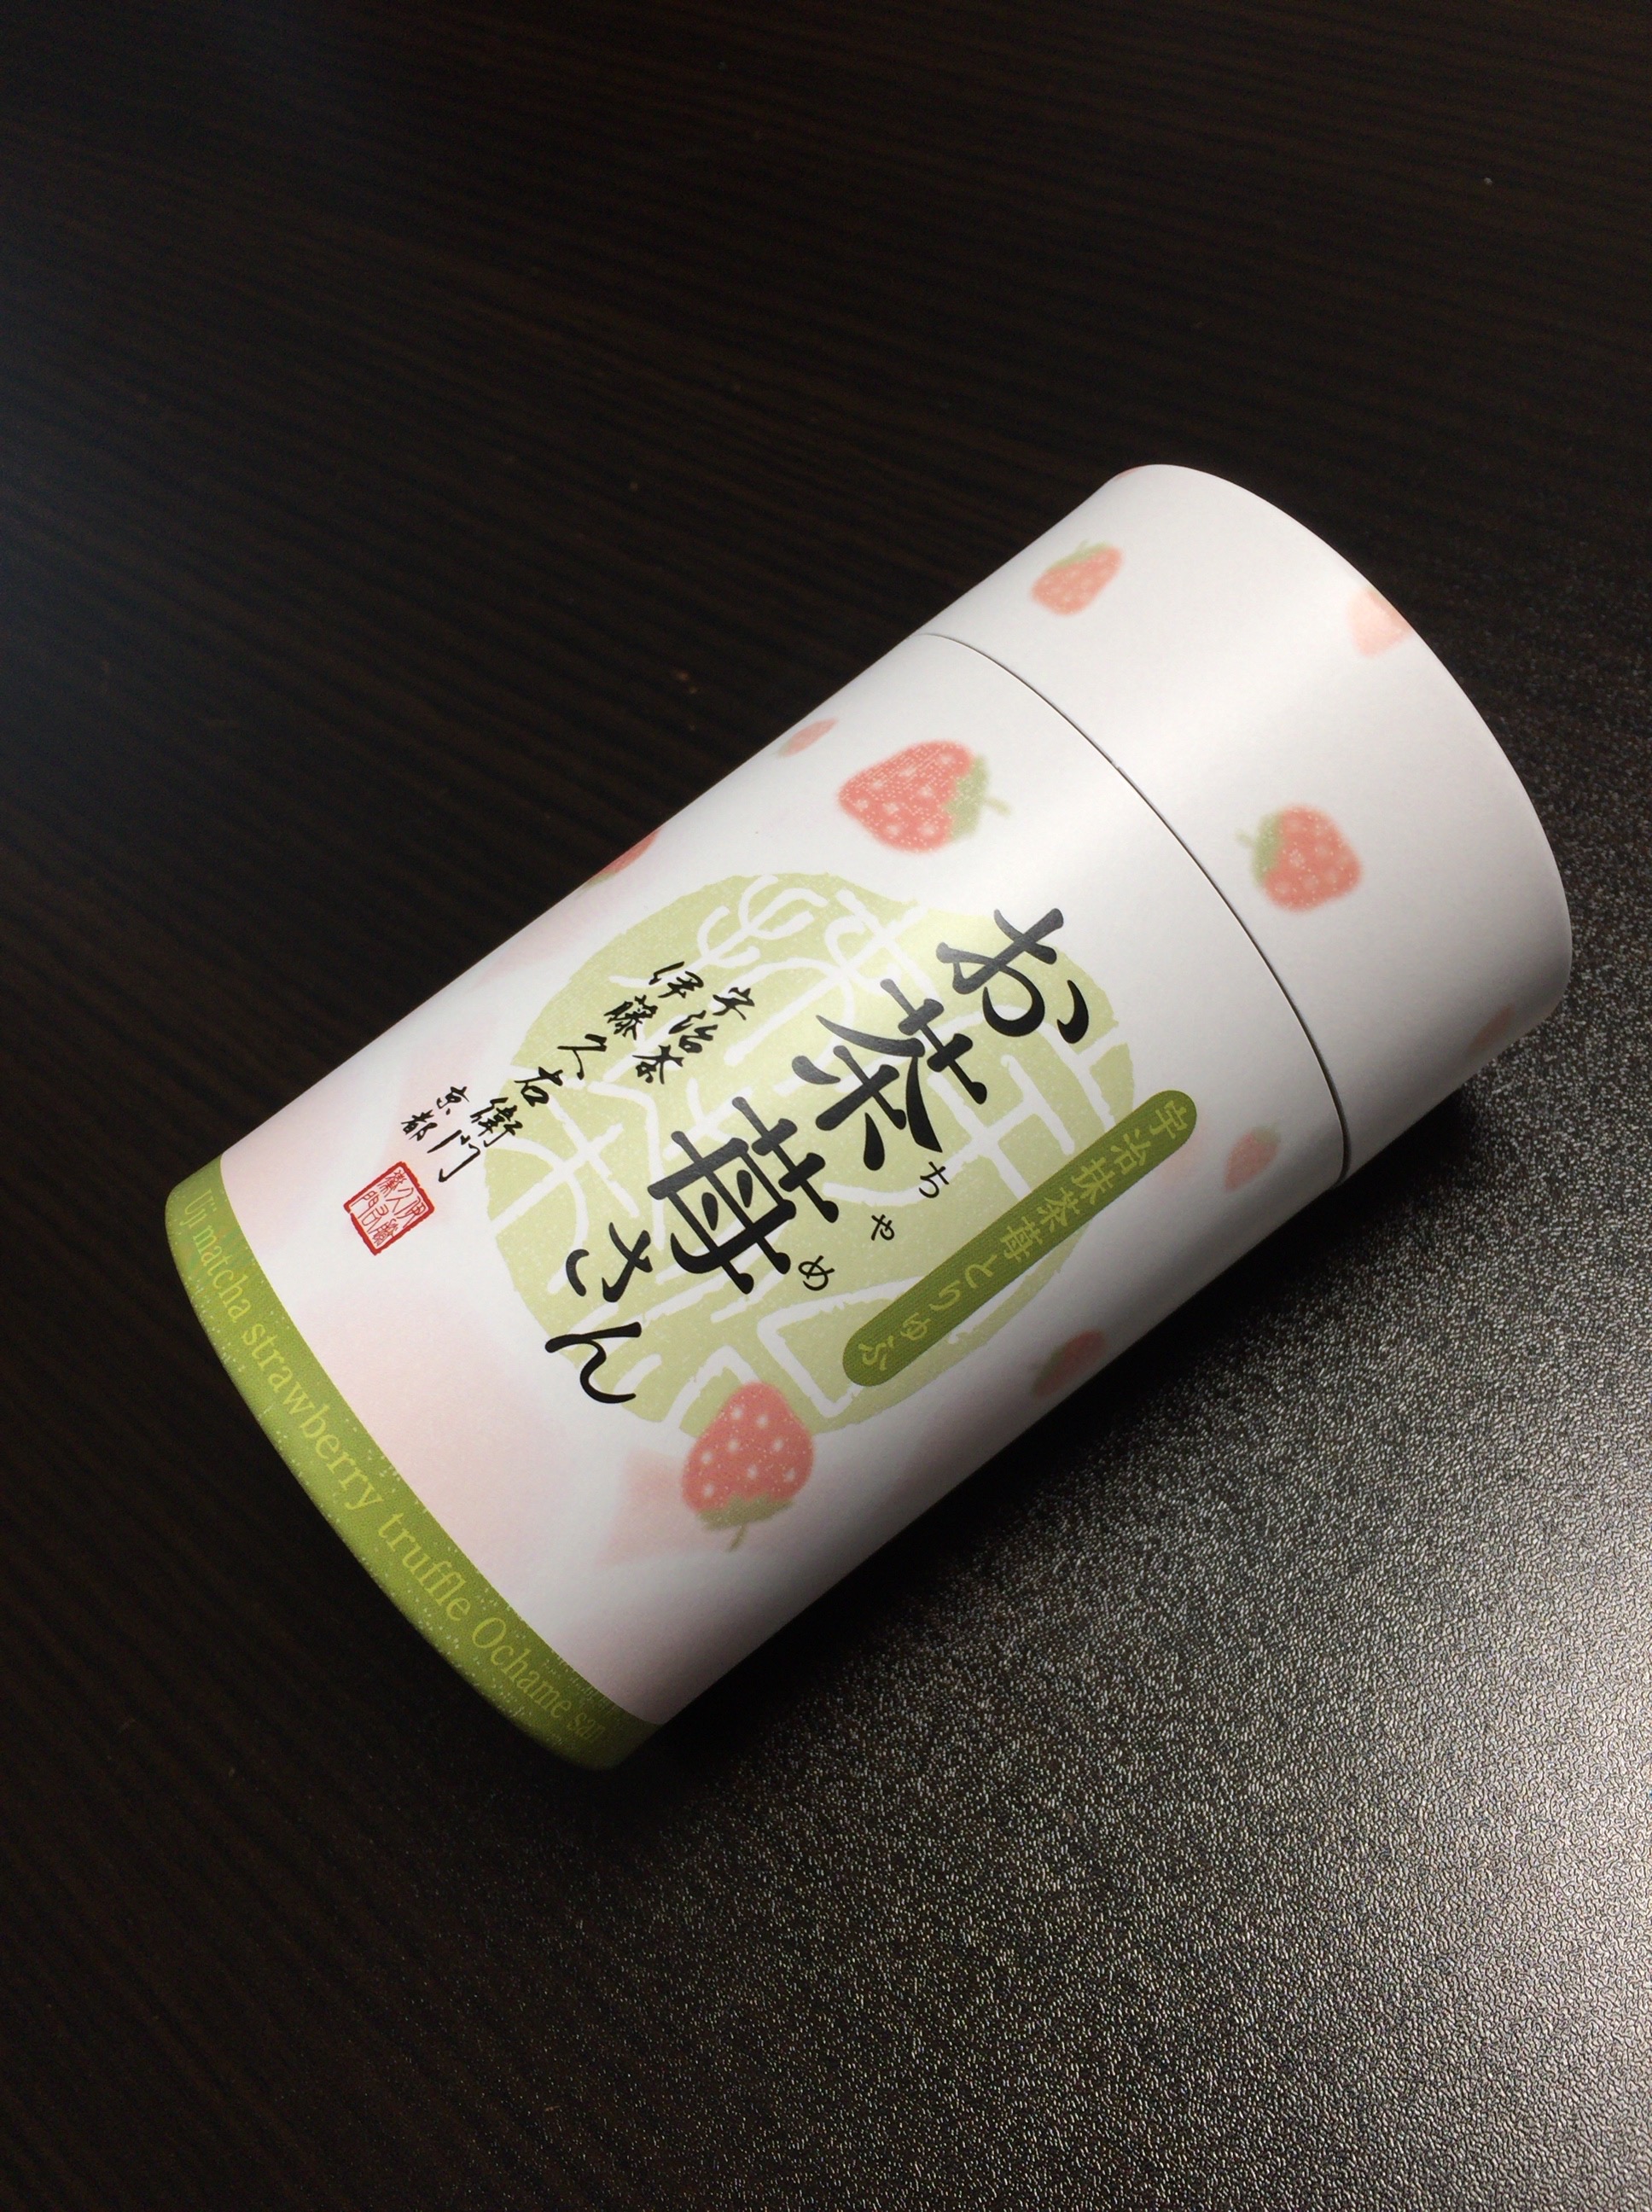 宇治抹茶苺とりゅふ
お茶苺さん
ちゃめ
宇治茶
伊藤久右衛門
京都
Uji matcha strawberry truffle Ochame san